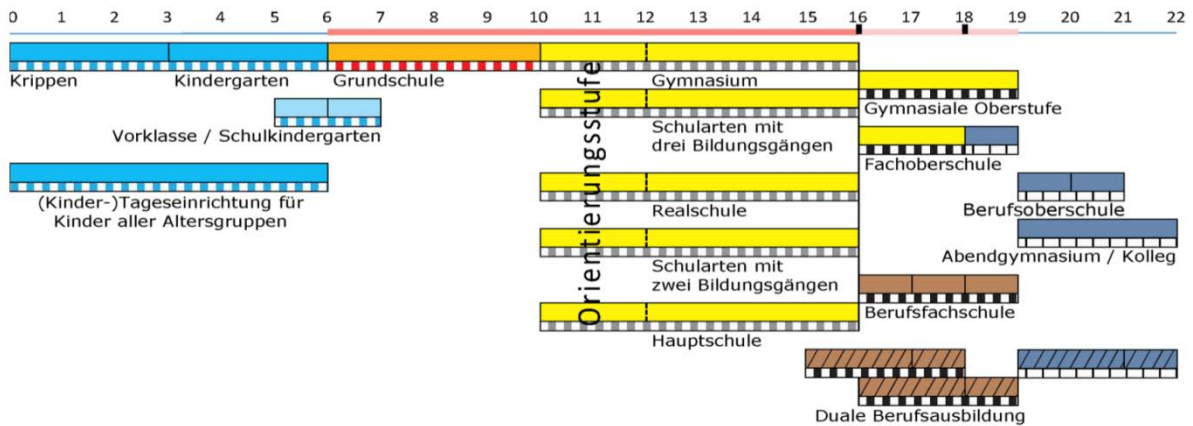 0 1 2 3 4 5 6 7 8 9 10 11 12 13 14 15 16 17 18 19 20 21 22
Krippen Kindergarten Grundschule Gymnasium
Gymnasiale Oberstufe
Vorklasse / Schulkindergarten
Schularten mit
drei Bildungsgängen
Fachoberschule
(Kinder-)Tageseinrichtung für
Kinder aller Altersgruppen
Orientierungsstufe
Realschule
Berufsoberschule
Abendgymnasium / Kolleg
Schularten mit
zwei Bildungsgängen
Berufsfachschule
Hauptschule
Duale Berufsausbildung